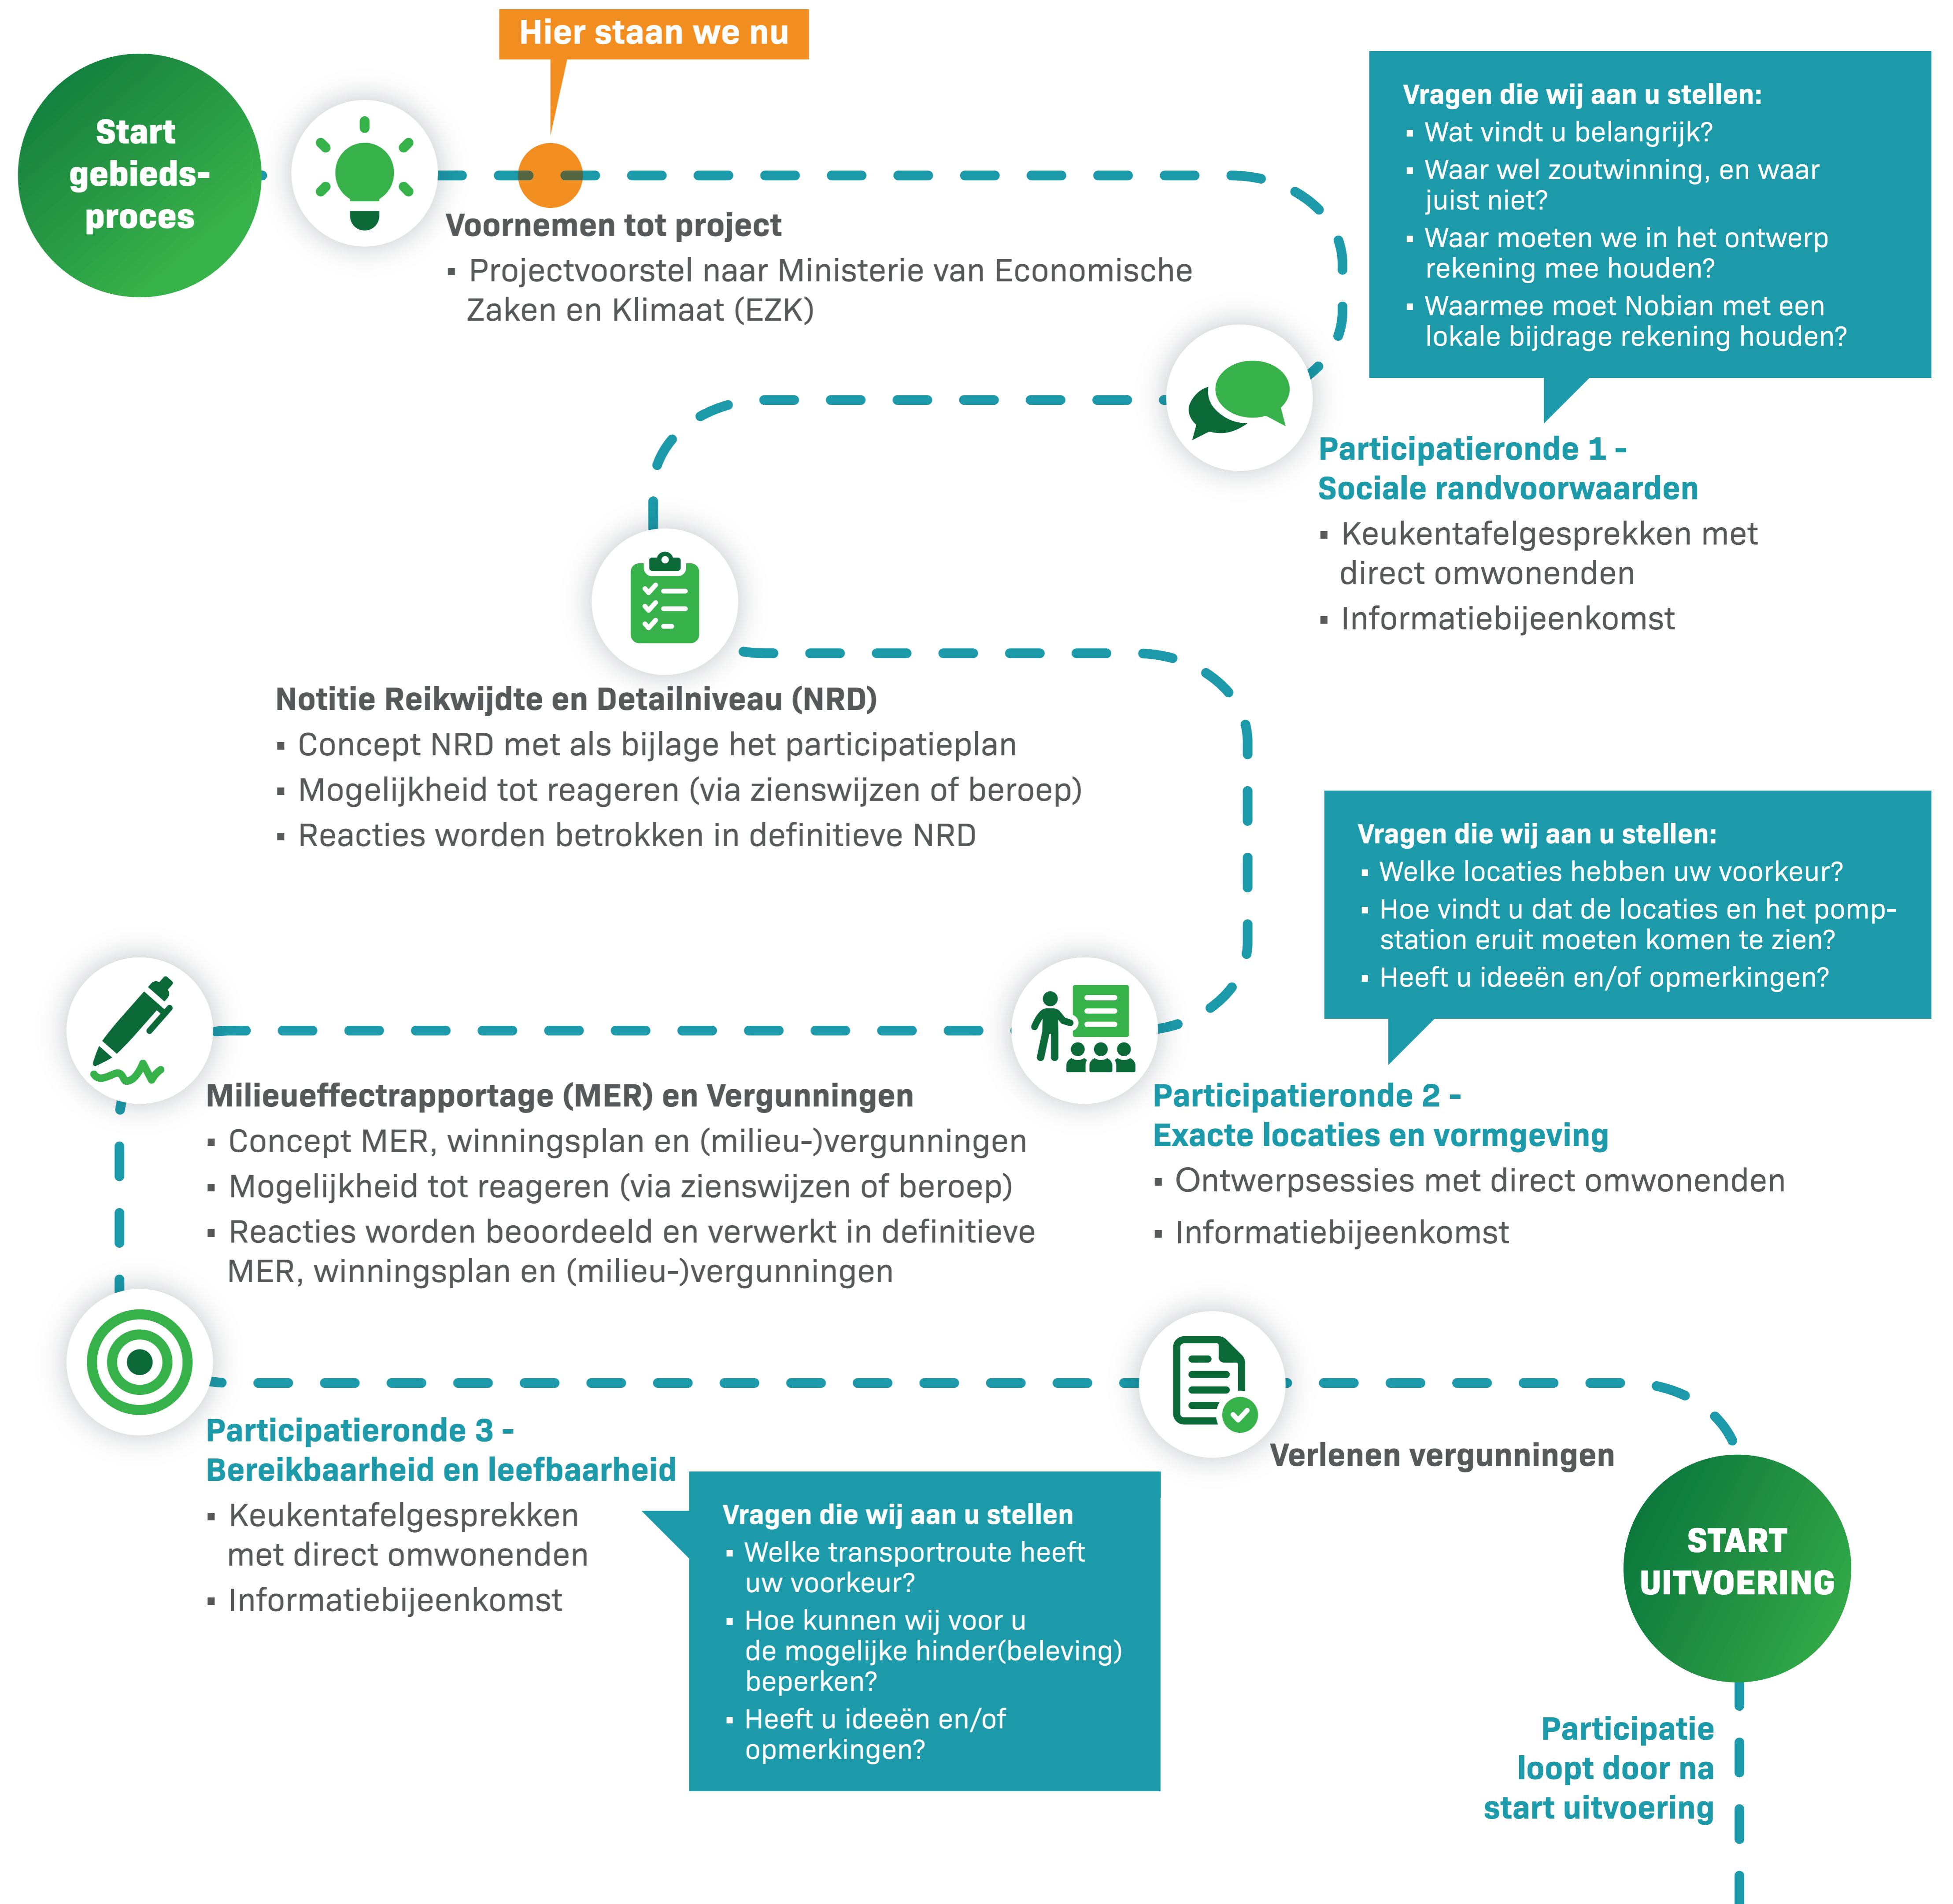 Hier staan we nu
Start
gebieds-
proces
Voornemen tot project
▪ Projectvoorstel naar Ministerie van Economische
Zaken en Klimaat (EZK)
Vragen die wij aan u stellen:
▪ Wat vindt u belangrijk?
▪ Waar wel zoutwinning, en waar
juist niet?
▪ Waar moeten we in het ontwerp
rekening mee houden?
▪ Waarmee moet Nobian met een
lokale bijdrage rekening houden?
Participatieronde 1 -
Sociale randvoorwaarden
▪ Keukentafelgesprekken met
direct omwonenden
▪ Informatiebijeenkomst
Notitie Reikwijdte en Detailniveau (NRD)
▪ Concept NRD met als bijlage het participatieplan
▪ Mogelijkheid tot reageren (via zienswijzen of beroep)
▪ Reacties worden betrokken in definitieve NRD
Vragen die wij aan u stellen:
▪ Welke locaties hebben uw voorkeur?
▪ Hoe vindt u dat de locaties en het pomp-
station eruit moeten komen te zien?
▪ Heeft u ideeën en/of opmerkingen?
Participatieronde 2 -
Exacte locaties en vormgeving
▪ Ontwerpsessies met direct omwonenden
▪ Informatiebijeenkomst
Milieueffectrapportage (MER) en Vergunningen
▪ Concept MER, winningsplan en (milieu-)vergunningen
▪ Mogelijkheid tot reageren (via zienswijzen of beroep)
▪ Reacties worden beoordeeld en verwerkt in definitieve
MER, winningsplan en (milieu-)vergunningen
Participatieronde 3 -
Bereikbaarheid en leefbaarheid
▪ Keukentafelgesprekken
met direct omwonenden
▪ Informatiebijeenkomst
Vragen die wij aan u stellen
▪ Welke transportroute heeft
uw voorkeur?
▪ Hoe kunnen wij voor u
de mogelijke hinder(beleving)
beperken?
▪ Heeft u ideeën en/of
opmerkingen?
Verlenen vergunningen
START
UITVOERING
Participatie
loopt door na
start uitvoering